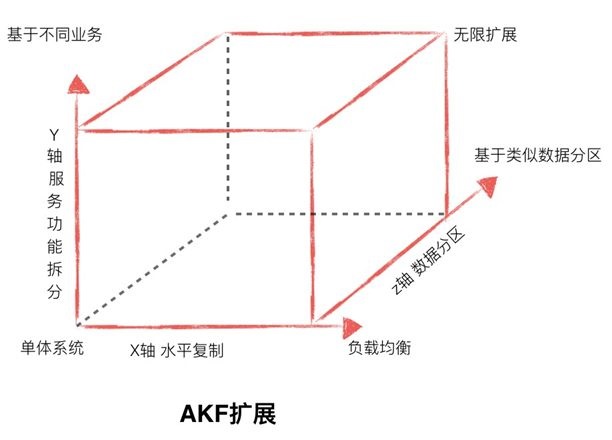 基于不同业务
无限扩展
Y轴服务功能拆分
基于类似数据分区
z轴 数据分区
单体系统
X轴 水平复制
负载均衡
AKF扩展